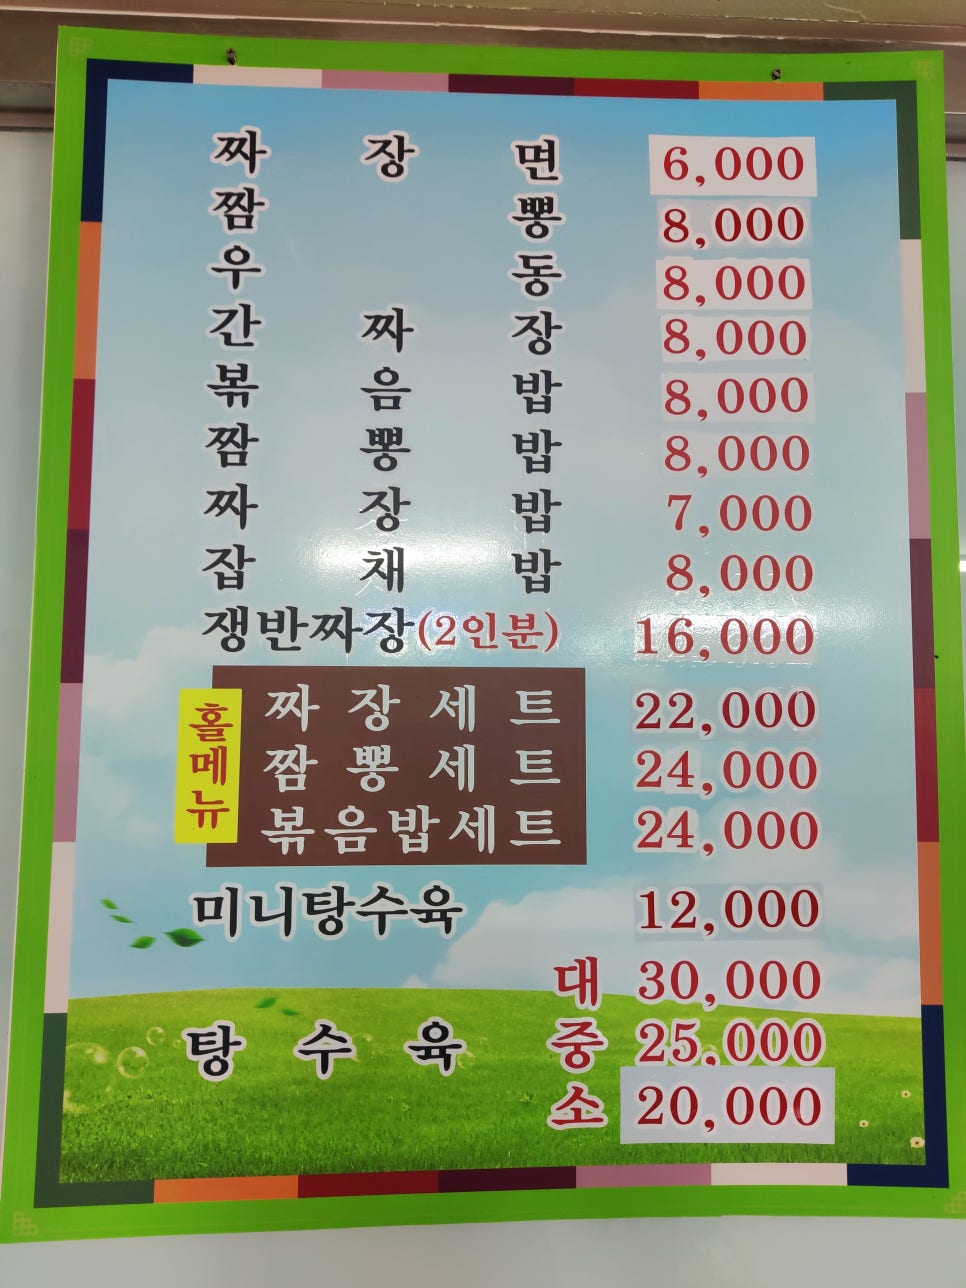 짜 장 면 6,000
짬 뽕 8,000
우 동 8,000
간 짜 장 8,000
볶 음 밥 8,000
짬 뽕 밥 8,000
짜 장 밥 7,000
잡 채 밥 8,000
쟁반짜장(2인분) 16,000
홀메뉴
짜 장 세 트 22,000
짬 뽕 세 트 24,000
볶음밥세트 24,000
미니탕수육 12,000
탕 수 육
대 30,000
중 25,000
소 20,000